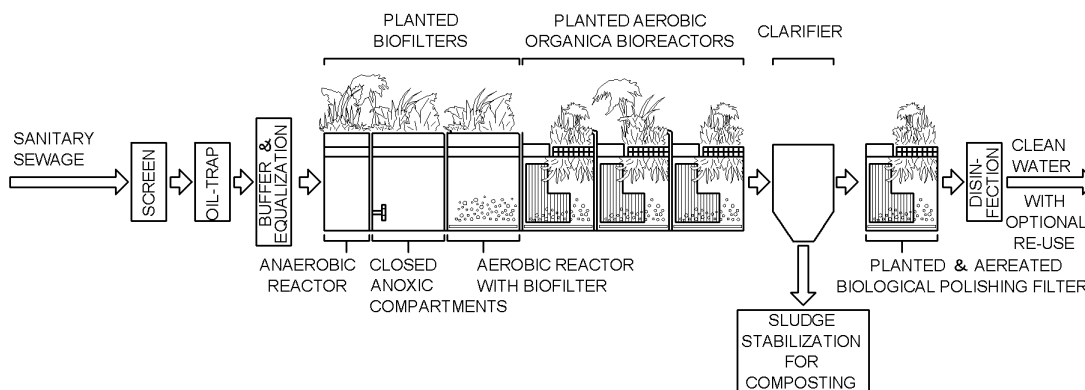 PLANTED
BIOFILTERS
PLANTED AEROBIC
ORGANICA BIOREACTORS
CLARIFIER
SANITARY
SEWAGE
SCREEN
OIL-TRAP
BUFFER &
EQUALIZATION
DISIN-
FECTION
CLEAN
WATER
WITH
OPTIONAL
RE-USE
ANAEROBIC
REACTOR
CLOSED
ANOXIC
COMPARTMENTS
AEROBIC REACTOR
WITH BIOFILTER
PLANTED & AEREATED
BIOLOGICAL POLISHING FILTER
SLUDGE
STABILIZATION
FOR
COMPOSTING